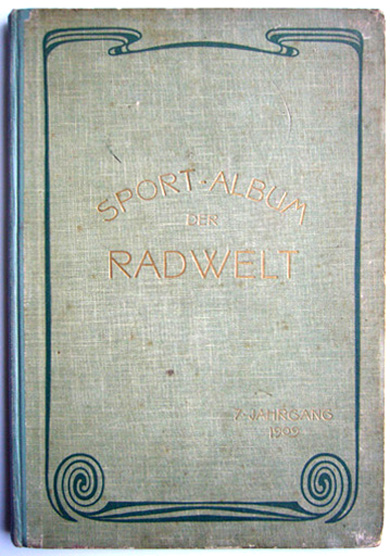 SPORT·ALBUM
DER
RADWELT
7·JAHRGANG
1909